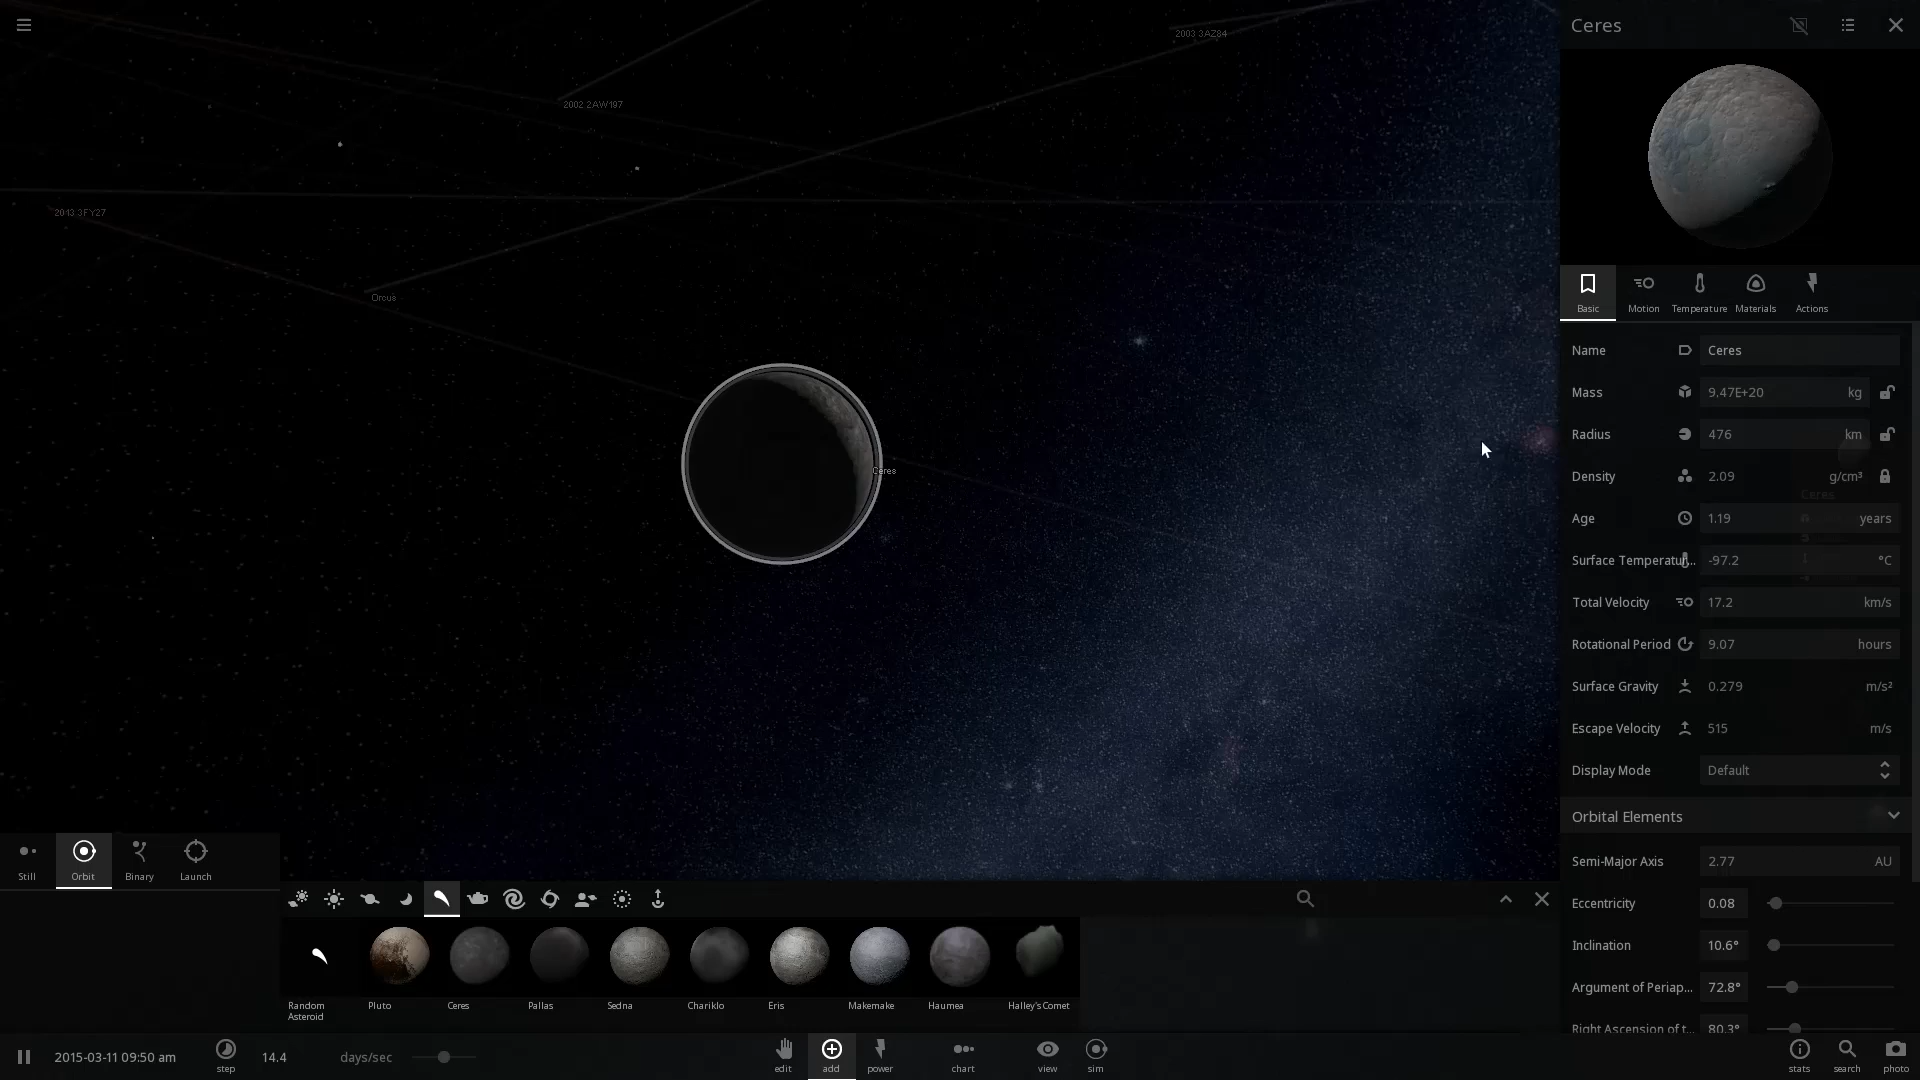 Ceres
2003 3AZ84
2002 2AW197
2013 3FY27
Orcus
Ceres
Basic Motion Temperature Materials Actions
Name Ceres
Mass 9.47E+20 kg
Radius 476 km
Density 2.09 g/cm³
Age 1.19 years
Surface Temperatur... -97.2 °C
Total Velocity 17.2 km/s
Rotational Period 9.07 hours
Surface Gravity 0.279 m/s²
Escape Velocity 515 m/s
Display Mode Default
Orbital Elements
Semi-Major Axis 2.77 AU
Eccentricity 0.08
Inclination 10.6°
Argument of Periap... 72.8°
Right Ascension of t... 80.3°
Still Orbit Binary Launch
Random Asteroid Pluto Ceres Pallas Sedna Chariklo Eris Makemake Haumea Halley's Comet
2015-03-11 09:50 am step 14.4 days/sec edit add power chart view sim stats search photo